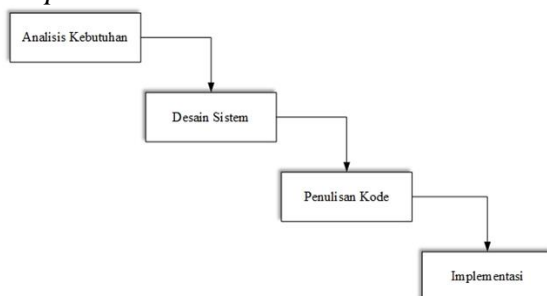 Analisis Kebutuhan
Desain Sistem
Penulisan Kode
Implementasi